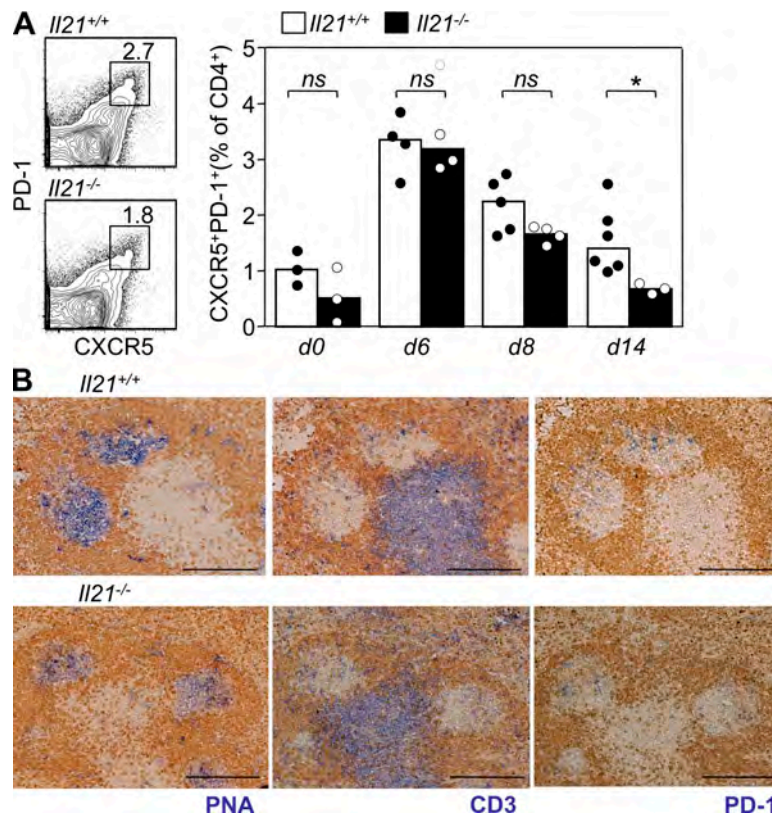 A
Il21+/+
2.7
Il21-/-
1.8
PD-1
CXCR5
Il21+/+ Il21-/-
CXCR5+PD-1+(% of CD4+)
5
4
3
2
1
0
ns ns ns *
d0 d6 d8 d14
B
Il21+/+
Il21-/-
PNA CD3 PD-1